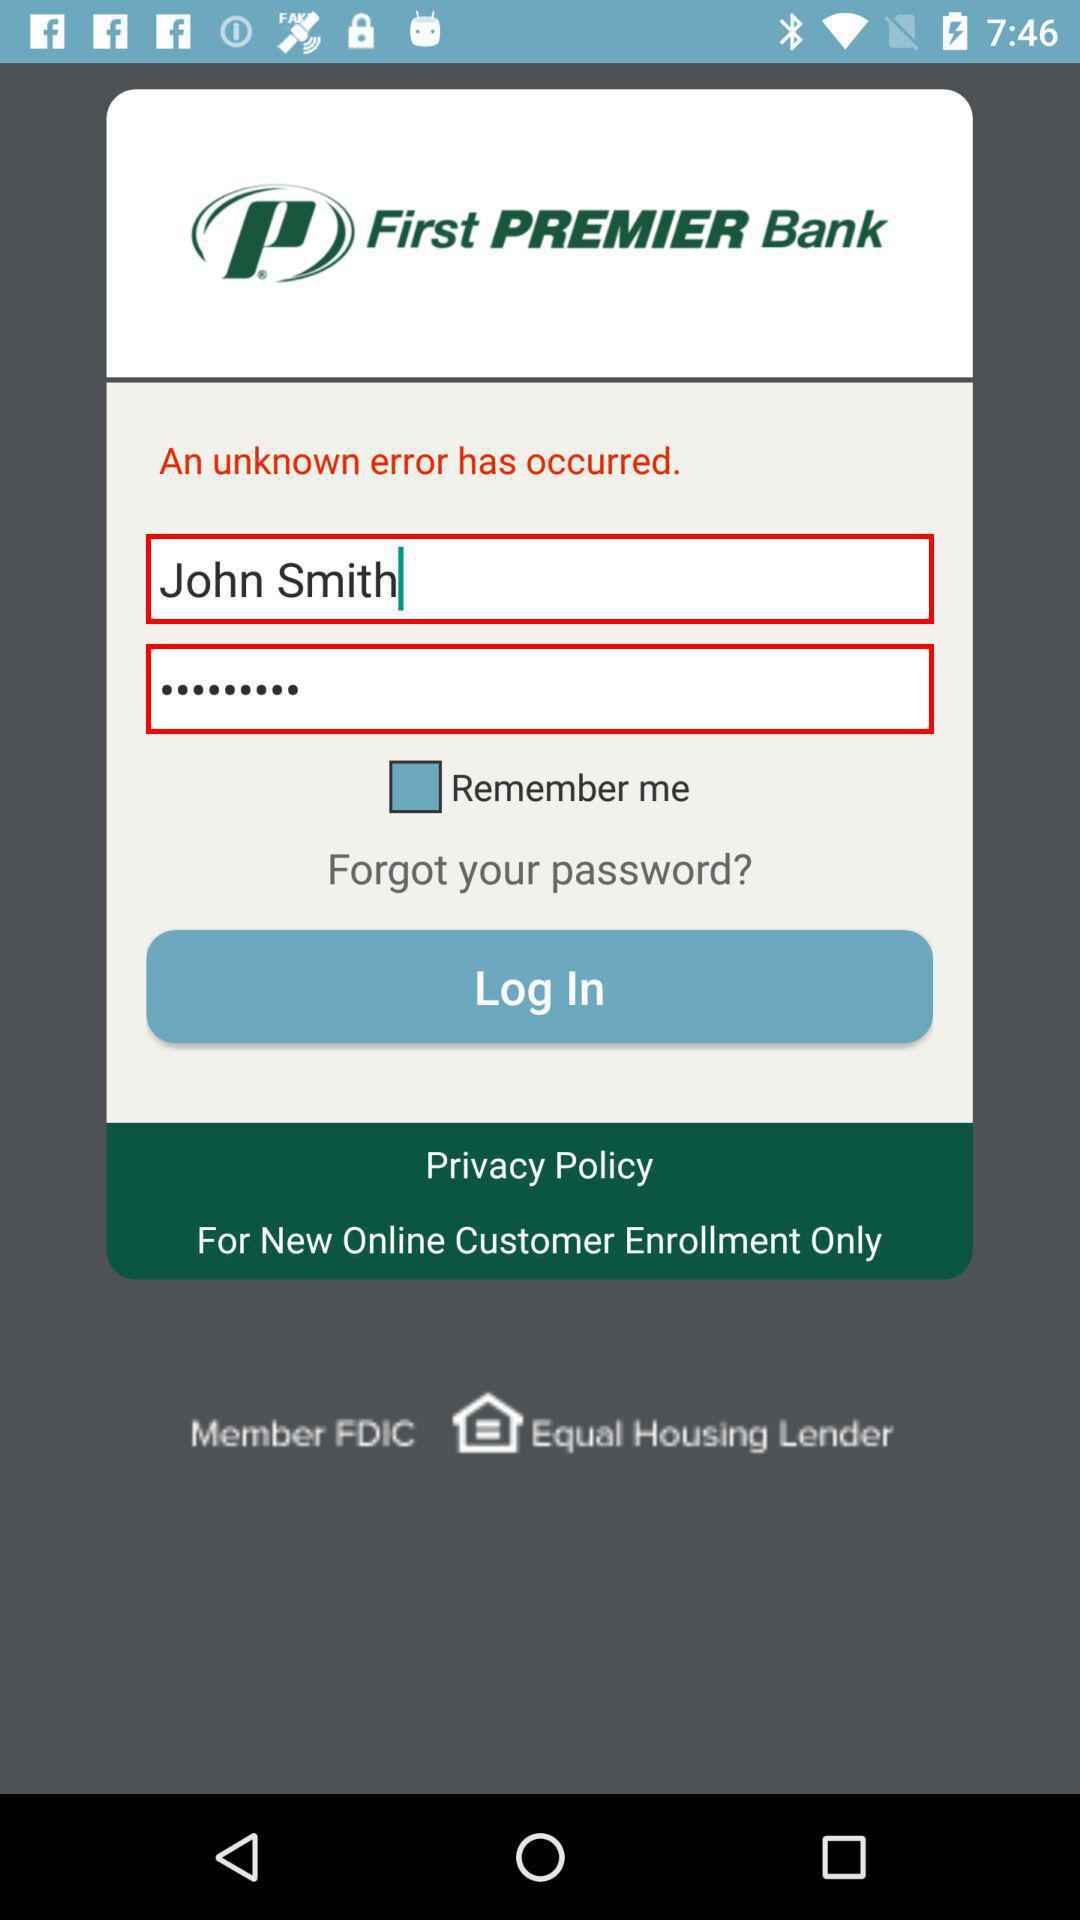 FAKE
7:46
P®
First PREMIER Bank
An unknown error has occurred.
John Smith
•••••••••
Remember me
Forgot your password?
Log In
Privacy Policy
For New Online Customer Enrollment Only
Member FDIC Equal Housing Lender